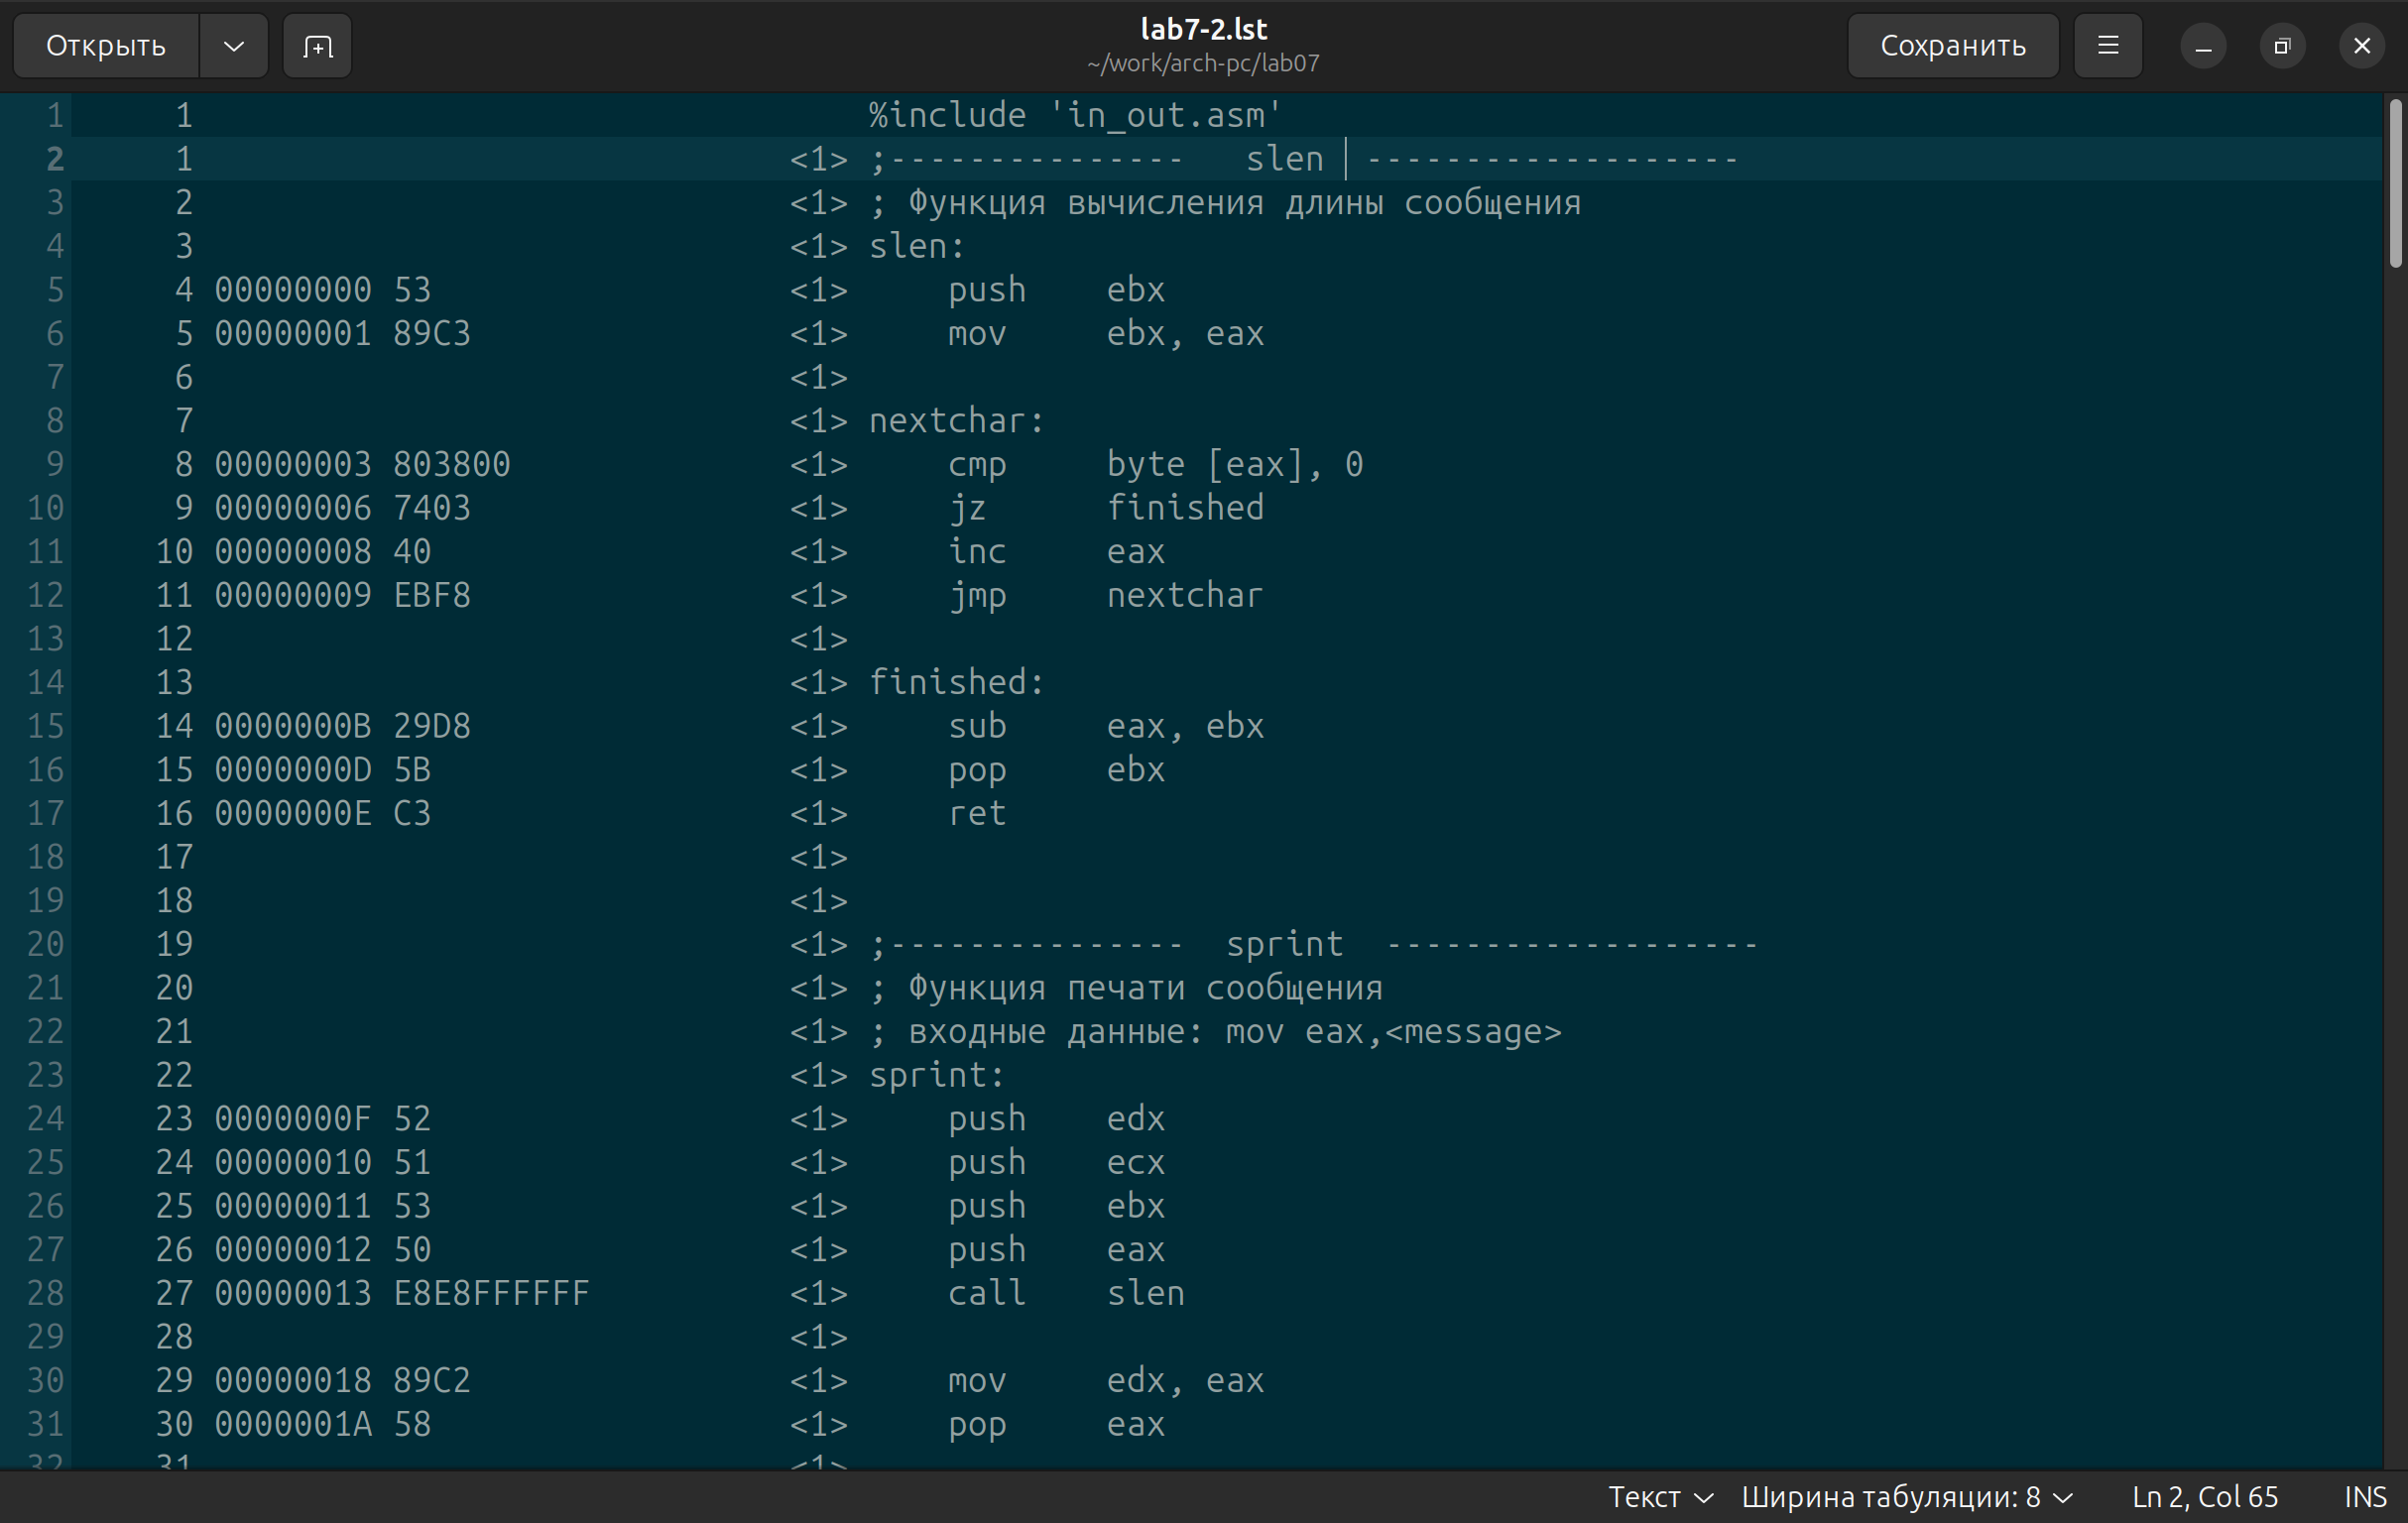 Открыть
lab7-2.lst
~/work/arch-pc/lab07
Сохранить
1 1 %include 'in_out.asm'
2 1 <1> ;--------------- slen -------------------
3 2 <1> ; Функция вычисления длины сообщения
4 3 <1> slen:
5 4 00000000 53 <1> push ebx
6 5 00000001 89C3 <1> mov ebx, eax
7 6 <1>
8 7 <1> nextchar:
9 8 00000003 803800 <1> cmp byte [eax], 0
10 9 00000006 7403 <1> jz finished
11 10 00000008 40 <1> inc eax
12 11 00000009 EBF8 <1> jmp nextchar
13 12 <1>
14 13 <1> finished:
15 14 0000000B 29D8 <1> sub eax, ebx
16 15 0000000D 5B <1> pop ebx
17 16 0000000E C3 <1> ret
18 17 <1>
19 18 <1>
20 19 <1> ;--------------- sprint -------------------
21 20 <1> ; Функция печати сообщения
22 21 <1> ; входные данные: mov eax,<message>
23 22 <1> sprint:
24 23 0000000F 52 <1> push edx
25 24 00000010 51 <1> push ecx
26 25 00000011 53 <1> push ebx
27 26 00000012 50 <1> push eax
28 27 00000013 E8E8FFFFFF <1> call slen
29 28 <1>
30 29 00000018 89C2 <1> mov edx, eax
31 30 0000001A 58 <1> pop eax
32 31 <1>
Текст Ширина табуляции: 8 Ln 2, Col 65 INS